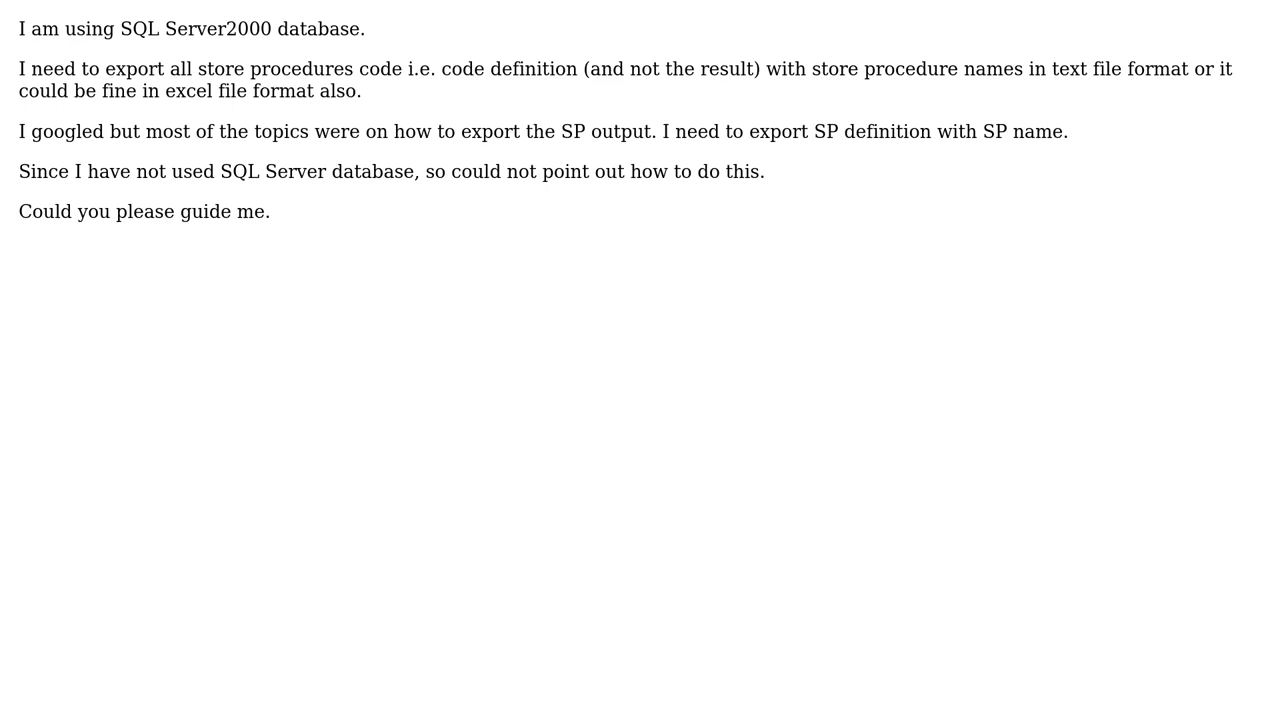 I am using SQL Server2000 database.
I need to export all store procedures code i.e. code definition (and not the result) with store procedure names in text file format or it
could be fine in excel file format also.
I googled but most of the topics were on how to export the SP output. I need to export SP definition with SP name.
Since I have not used SQL Server database, so could not point out how to do this.
Could you please guide me.